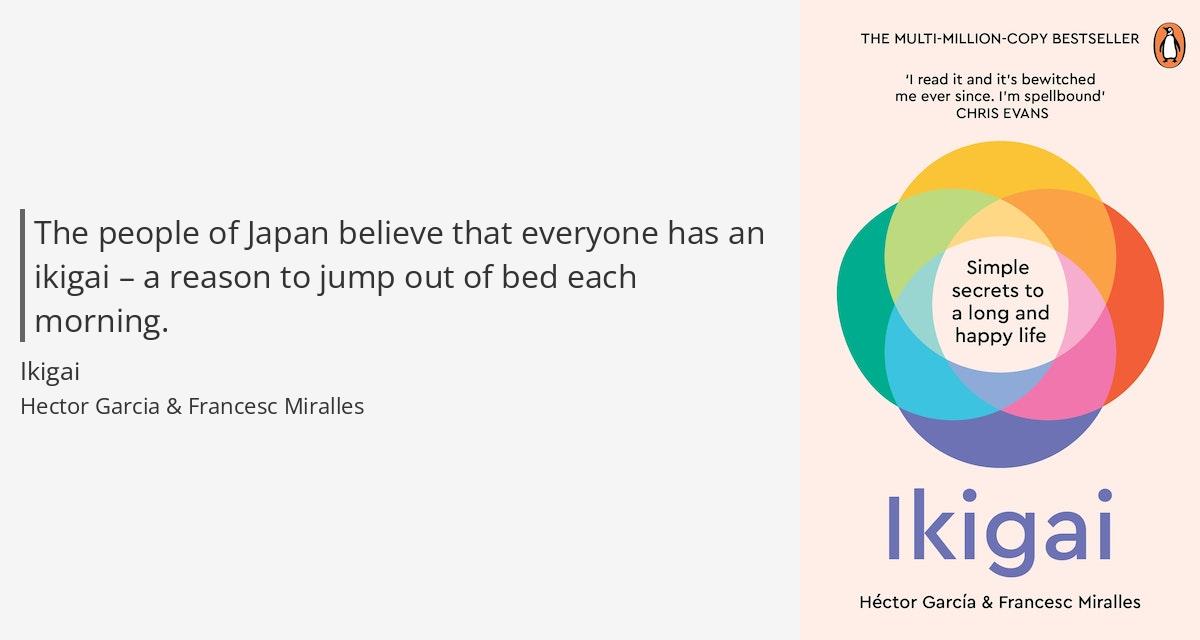 The people of Japan believe that everyone has an
ikigai – a reason to jump out of bed each
morning.
Ikigai
Hector Garcia & Francesc Miralles
THE MULTI-MILLION-COPY BESTSELLER
‘I read it and it’s bewitched
me ever since. I’m spellbound‘
CHRIS EVANS
Simple
secrets to
a long and
happy life
Ikigai
Héctor García & Francesc Miralles